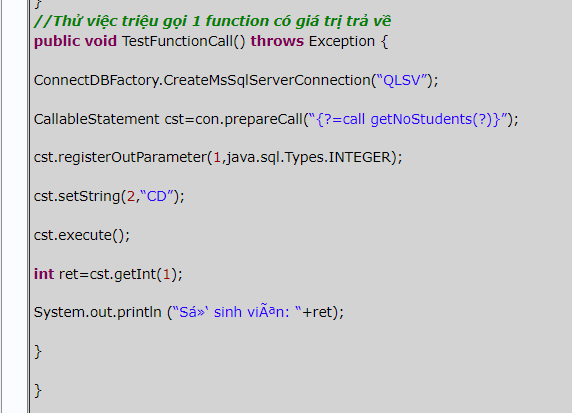 }
//Thử việc triệu gọi 1 function có giá trị trả về
public void TestFunctionCall() throws Exception {
ConnectDBFactory.CreateMsSqlServerConnection(“QLSV”);
CallableStatement cst=con.prepareCall(“{?=call getNoStudents(?)}”);
cst.registerOutParameter(1,java.sql.Types.INTEGER);
cst.setString(2,“CD”);
cst.execute();
int ret=cst.getInt(1);
System.out.println (“Sá»‘ sinh viÃªn: “+ret);
}
}